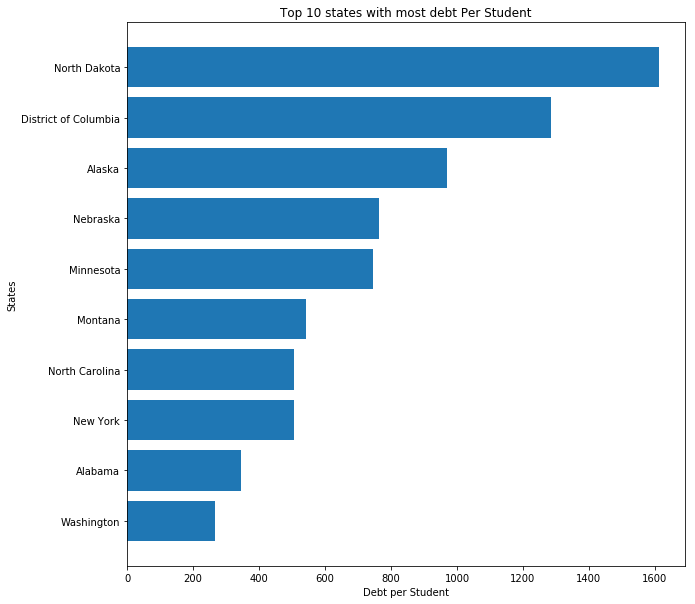 Top 10 states with most debt Per Student
North Dakota
District of Columbia
Alaska
Nebraska
Minnesota
States
Montana
North Carolina
New York
Alabama
Washington
0 200 400 600 800 1000 1200 1400 1600
Debt per Student